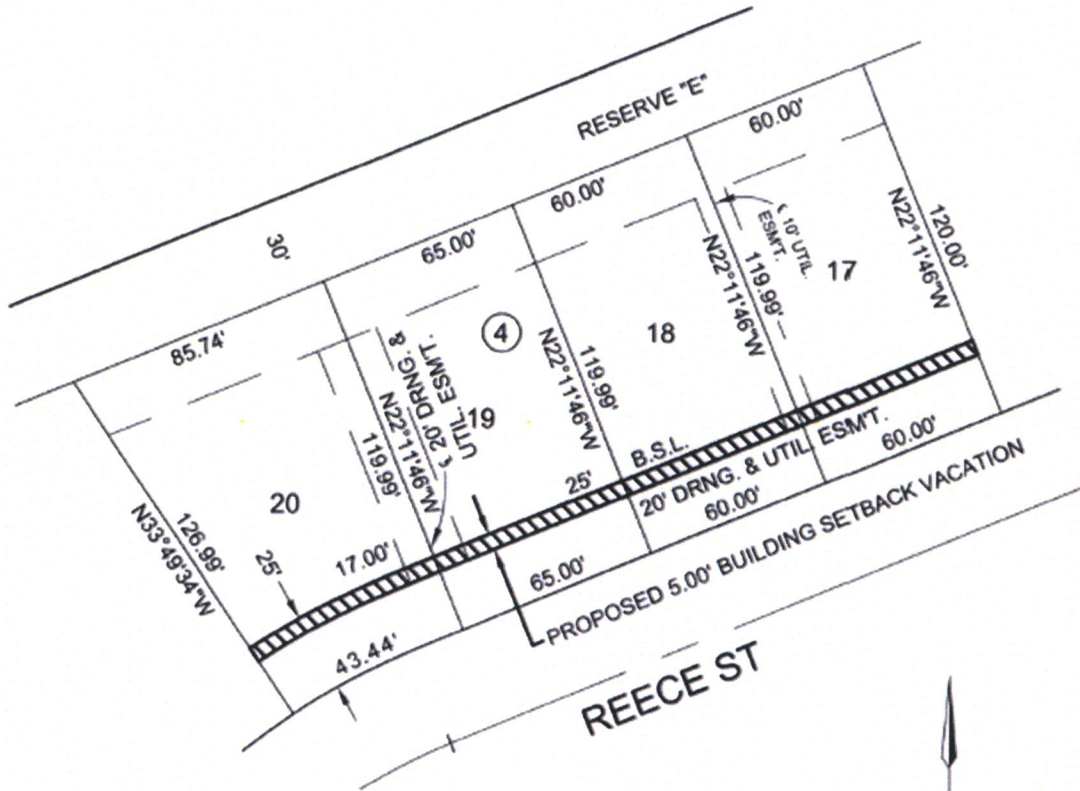 RESERVE "E"
60.00'
60.00'
65.00'
85.74'
30'
120.00'
N22°11'46"W
℄ 10' UTIL.
ESM'T.
17
119.99'
N22°11'46"W
18
119.99'
N22°11'46"W
4
℄ 20' DRNG. &
UTIL. ESMT.
19
N22°11'46"W
119.99'
20
126.99'
N33°49'34"W
25'
17.00'
25'
B.S.L.
20' DRNG. & UTIL ESM'T.
60.00'
60.00'
65.00'
43.44'
PROPOSED 5.00' BUILDING SETBACK VACATION
REECE ST